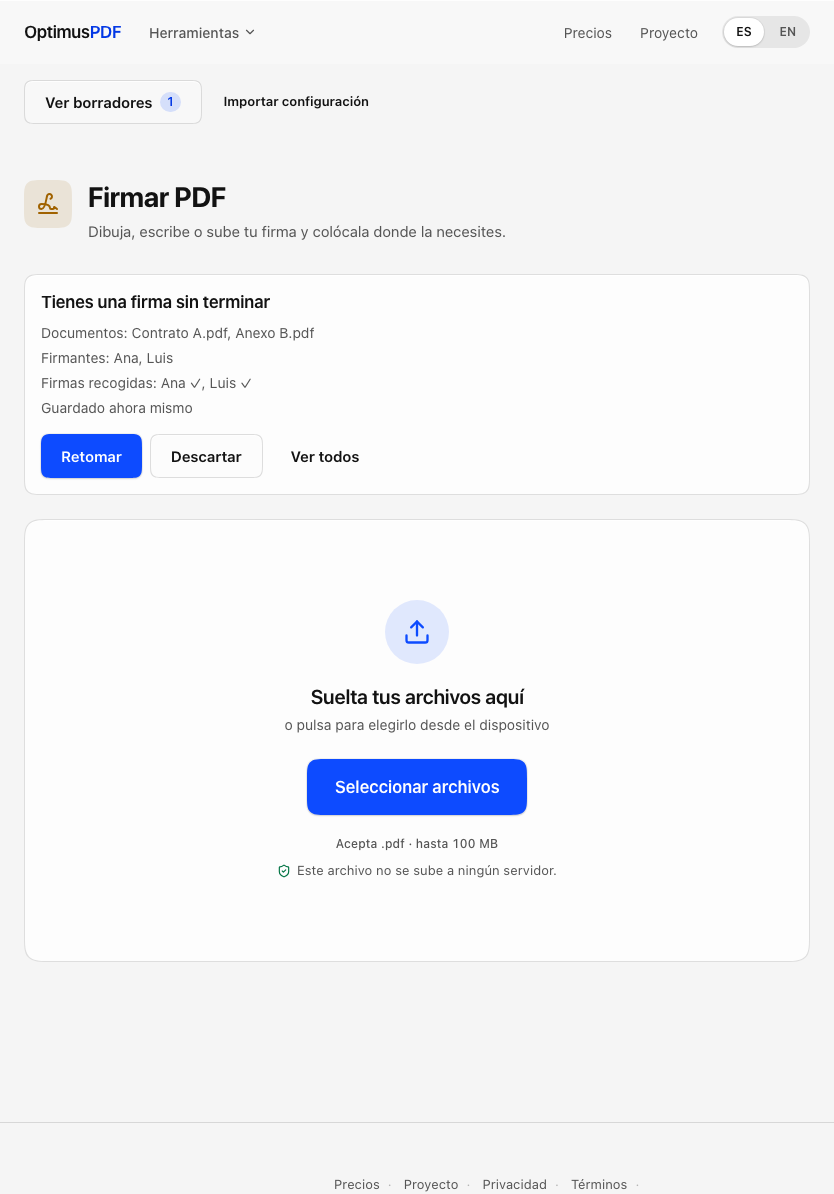 OptimusPDF Herramientas Precios Proyecto ES EN
Ver borradores 1 Importar configuración
Firmar PDF
Dibuja, escribe o sube tu firma y colócala donde la necesites.
Tienes una firma sin terminar
Documentos: Contrato A.pdf, Anexo B.pdf
Firmantes: Ana, Luis
Firmas recogidas: Ana ✓, Luis ✓
Guardado ahora mismo
Retomar Descartar Ver todos
Suelta tus archivos aquí
o pulsa para elegirlo desde el dispositivo
Seleccionar archivos
Acepta .pdf · hasta 100 MB
Este archivo no se sube a ningún servidor.
Precios · Proyecto · Privacidad · Términos ·